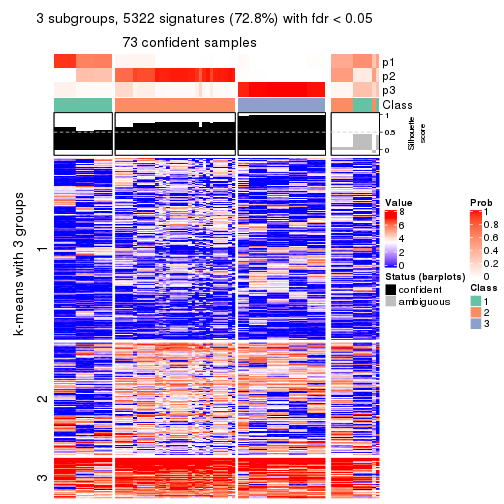 3 subgroups, 5322 signatures (72.8%) with fdr < 0.05
73 confident samples
p1
p2
p3
Class
1
0.5
0
Silhouette
score
k-means with 3 groups
1
2
3
Value
8
6
4
2
0
Status (barplots)
confident
ambiguous
Prob
1
0.8
0.6
0.4
0.2
0
Class
1
2
3